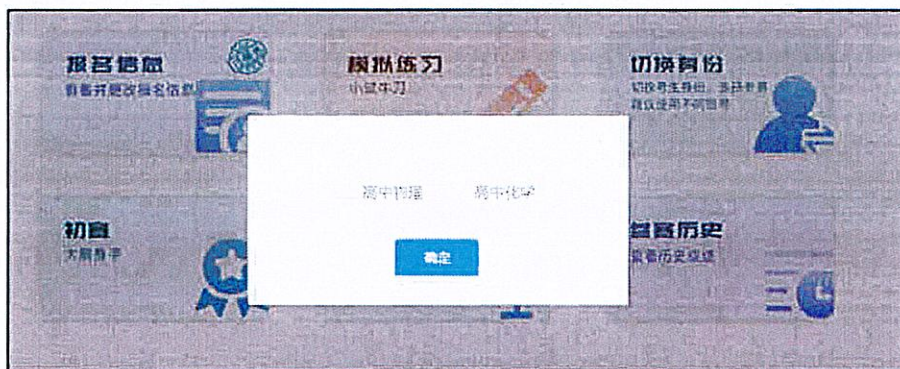 报名信息
查看并更改报名信息
模拟练习
小试牛刀
切换身份
高中物理 高中化学
确定
初赛
大展身手
参赛历史
查看历史成绩